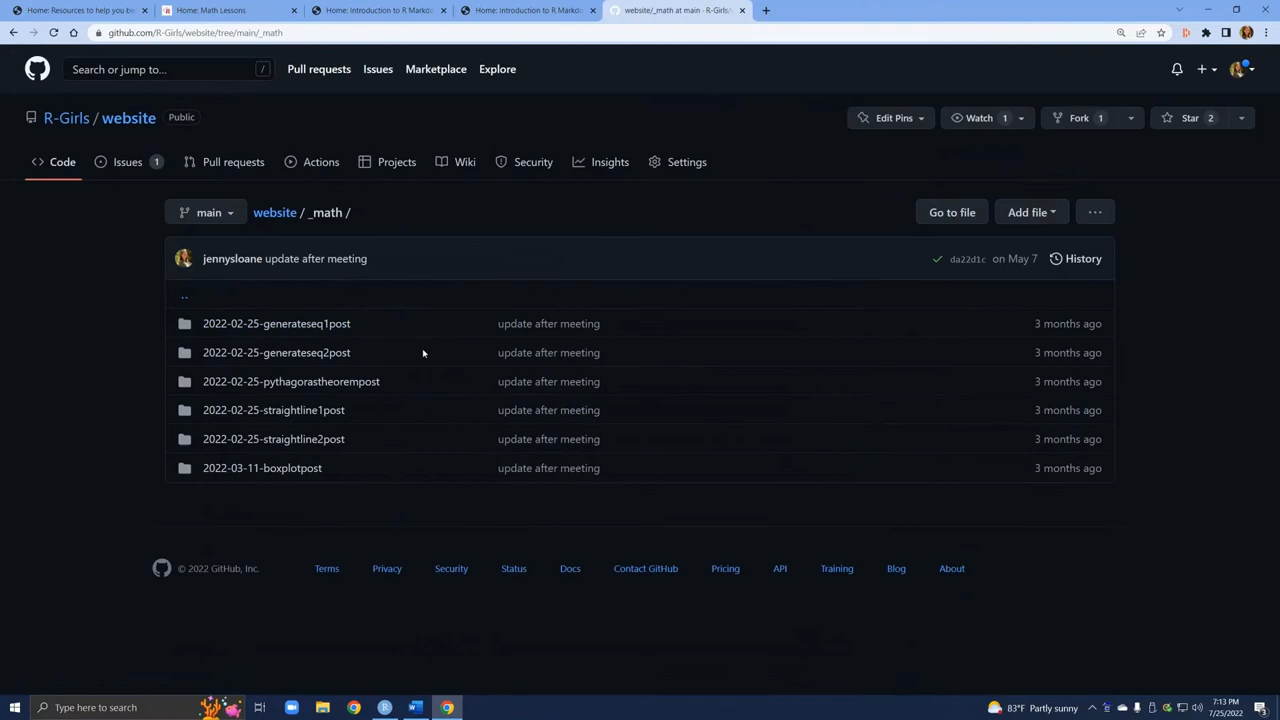 Home: Resources to help you be
Home: Math Lessons
Home: Introduction to R Markdo
Home: introduction to R Markdo
website/_math at main · R-Girls/
github.com/R-Girls/website/tree/main/_math
Search or jump to...
/
Pull requests
Issues
Marketplace
Explore
R-Girls / website
Public
Edit Pins
Watch 1
Fork 1
Star 2
Code
Issues 1
Pull requests
Actions
Projects
Wiki
Security
Insights
Settings
main
website / _math /
Go to file
Add file
jennysloane update after meeting
da22d1c on May 7
History
..
2022-02-25-generateseq1post update after meeting 3 months ago
2022-02-25-generateseq2post update after meeting 3 months ago
2022-02-25-pythagorastheorempost update after meeting 3 months ago
2022-02-25-straightline1post update after meeting 3 months ago
2022-02-25-straightline2post update after meeting 3 months ago
2022-03-11-boxplotpost update after meeting 3 months ago
© 2022 GitHub, Inc.
Terms
Privacy
Security
Status
Docs
Contact GitHub
Pricing
API
Training
Blog
About
Type here to search
83°F Partly sunny
7:13 PM
7/25/2022